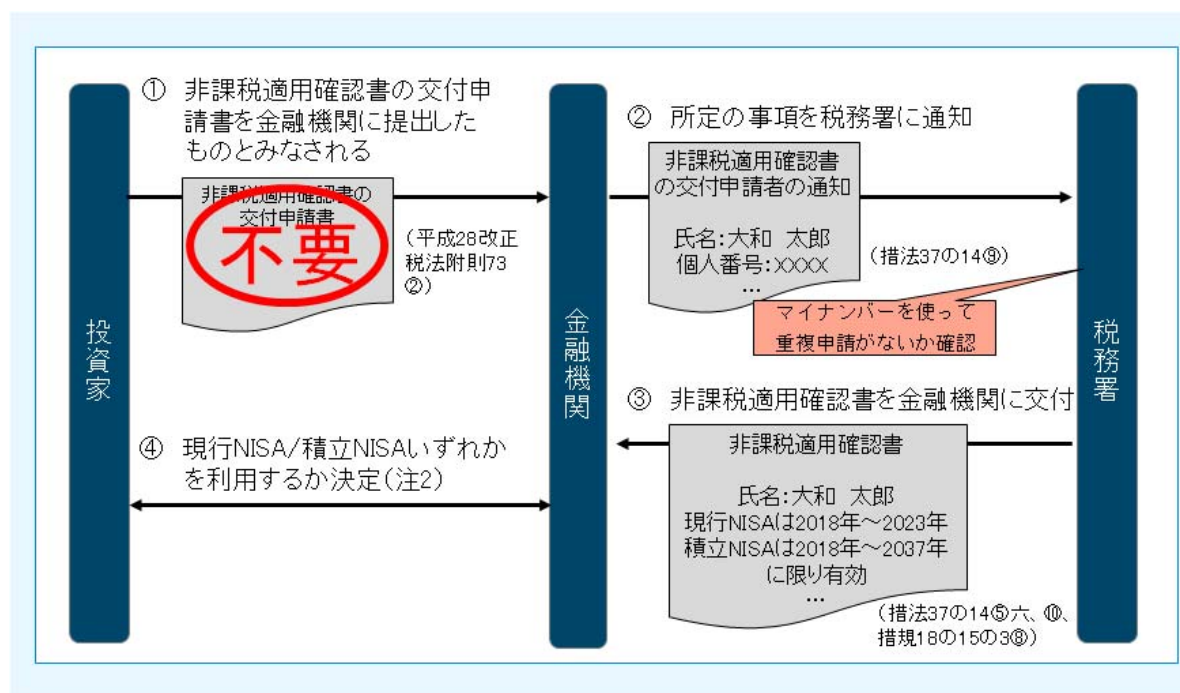 ① 非課税適用確認書の交付申
請書を金融機関に提出した
ものとみなされる
非課税適用確認書の
交付申請書
不要
(平成28改正
税法附則73
②)
② 所定の事項を税務署に通知
非課税適用確認書
の交付申請者の通知
氏名:大和 太郎
個人番号:XXXX
…
(措法37の14⑨)
マイナンバーを使って
重複申請がないか確認
投資家
金融機関
税務署
③ 非課税適用確認書を金融機関に交付
非課税適用確認書
氏名:大和 太郎
現行NISAは2018年~2023年
積立NISAは2018年~2037年
に限り有効
…
(措法37の14⑤六、⑩、
措規18の15の3⑧)
④ 現行NISA/積立NISAいずれか
を利用するか決定(注2)